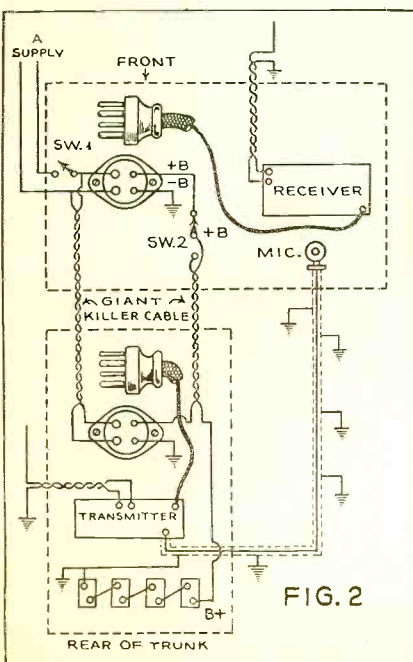 A
SUPPLY
FRONT
SW.1
+B
-B
RECEIVER
+B
SW.2
MIC.
GIANT
KILLER CABLE
TRANSMITTER
B+
FIG. 2
REAR OF TRUNK